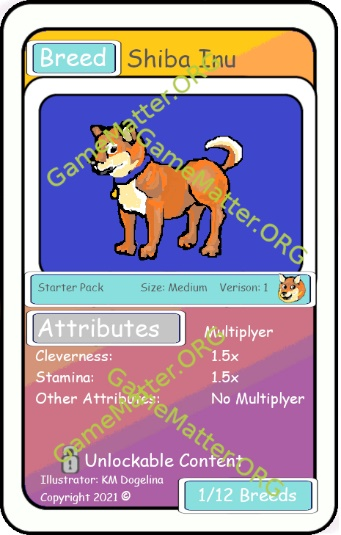 Breed Shiba Inu
GameMatter.ORG
GameMatter.ORG
Starter Pack Size: Medium Verison: 1
Attributes Multiplyer
Cleverness: 1.5x
Stamina: 1.5x
Other Attributes: No Multiplyer
GameMatter.ORG
GameMatter.ORG
Unlockable Content
Illustrator: KM Dogelina
Copyright 2021 ©
1/12 Breeds